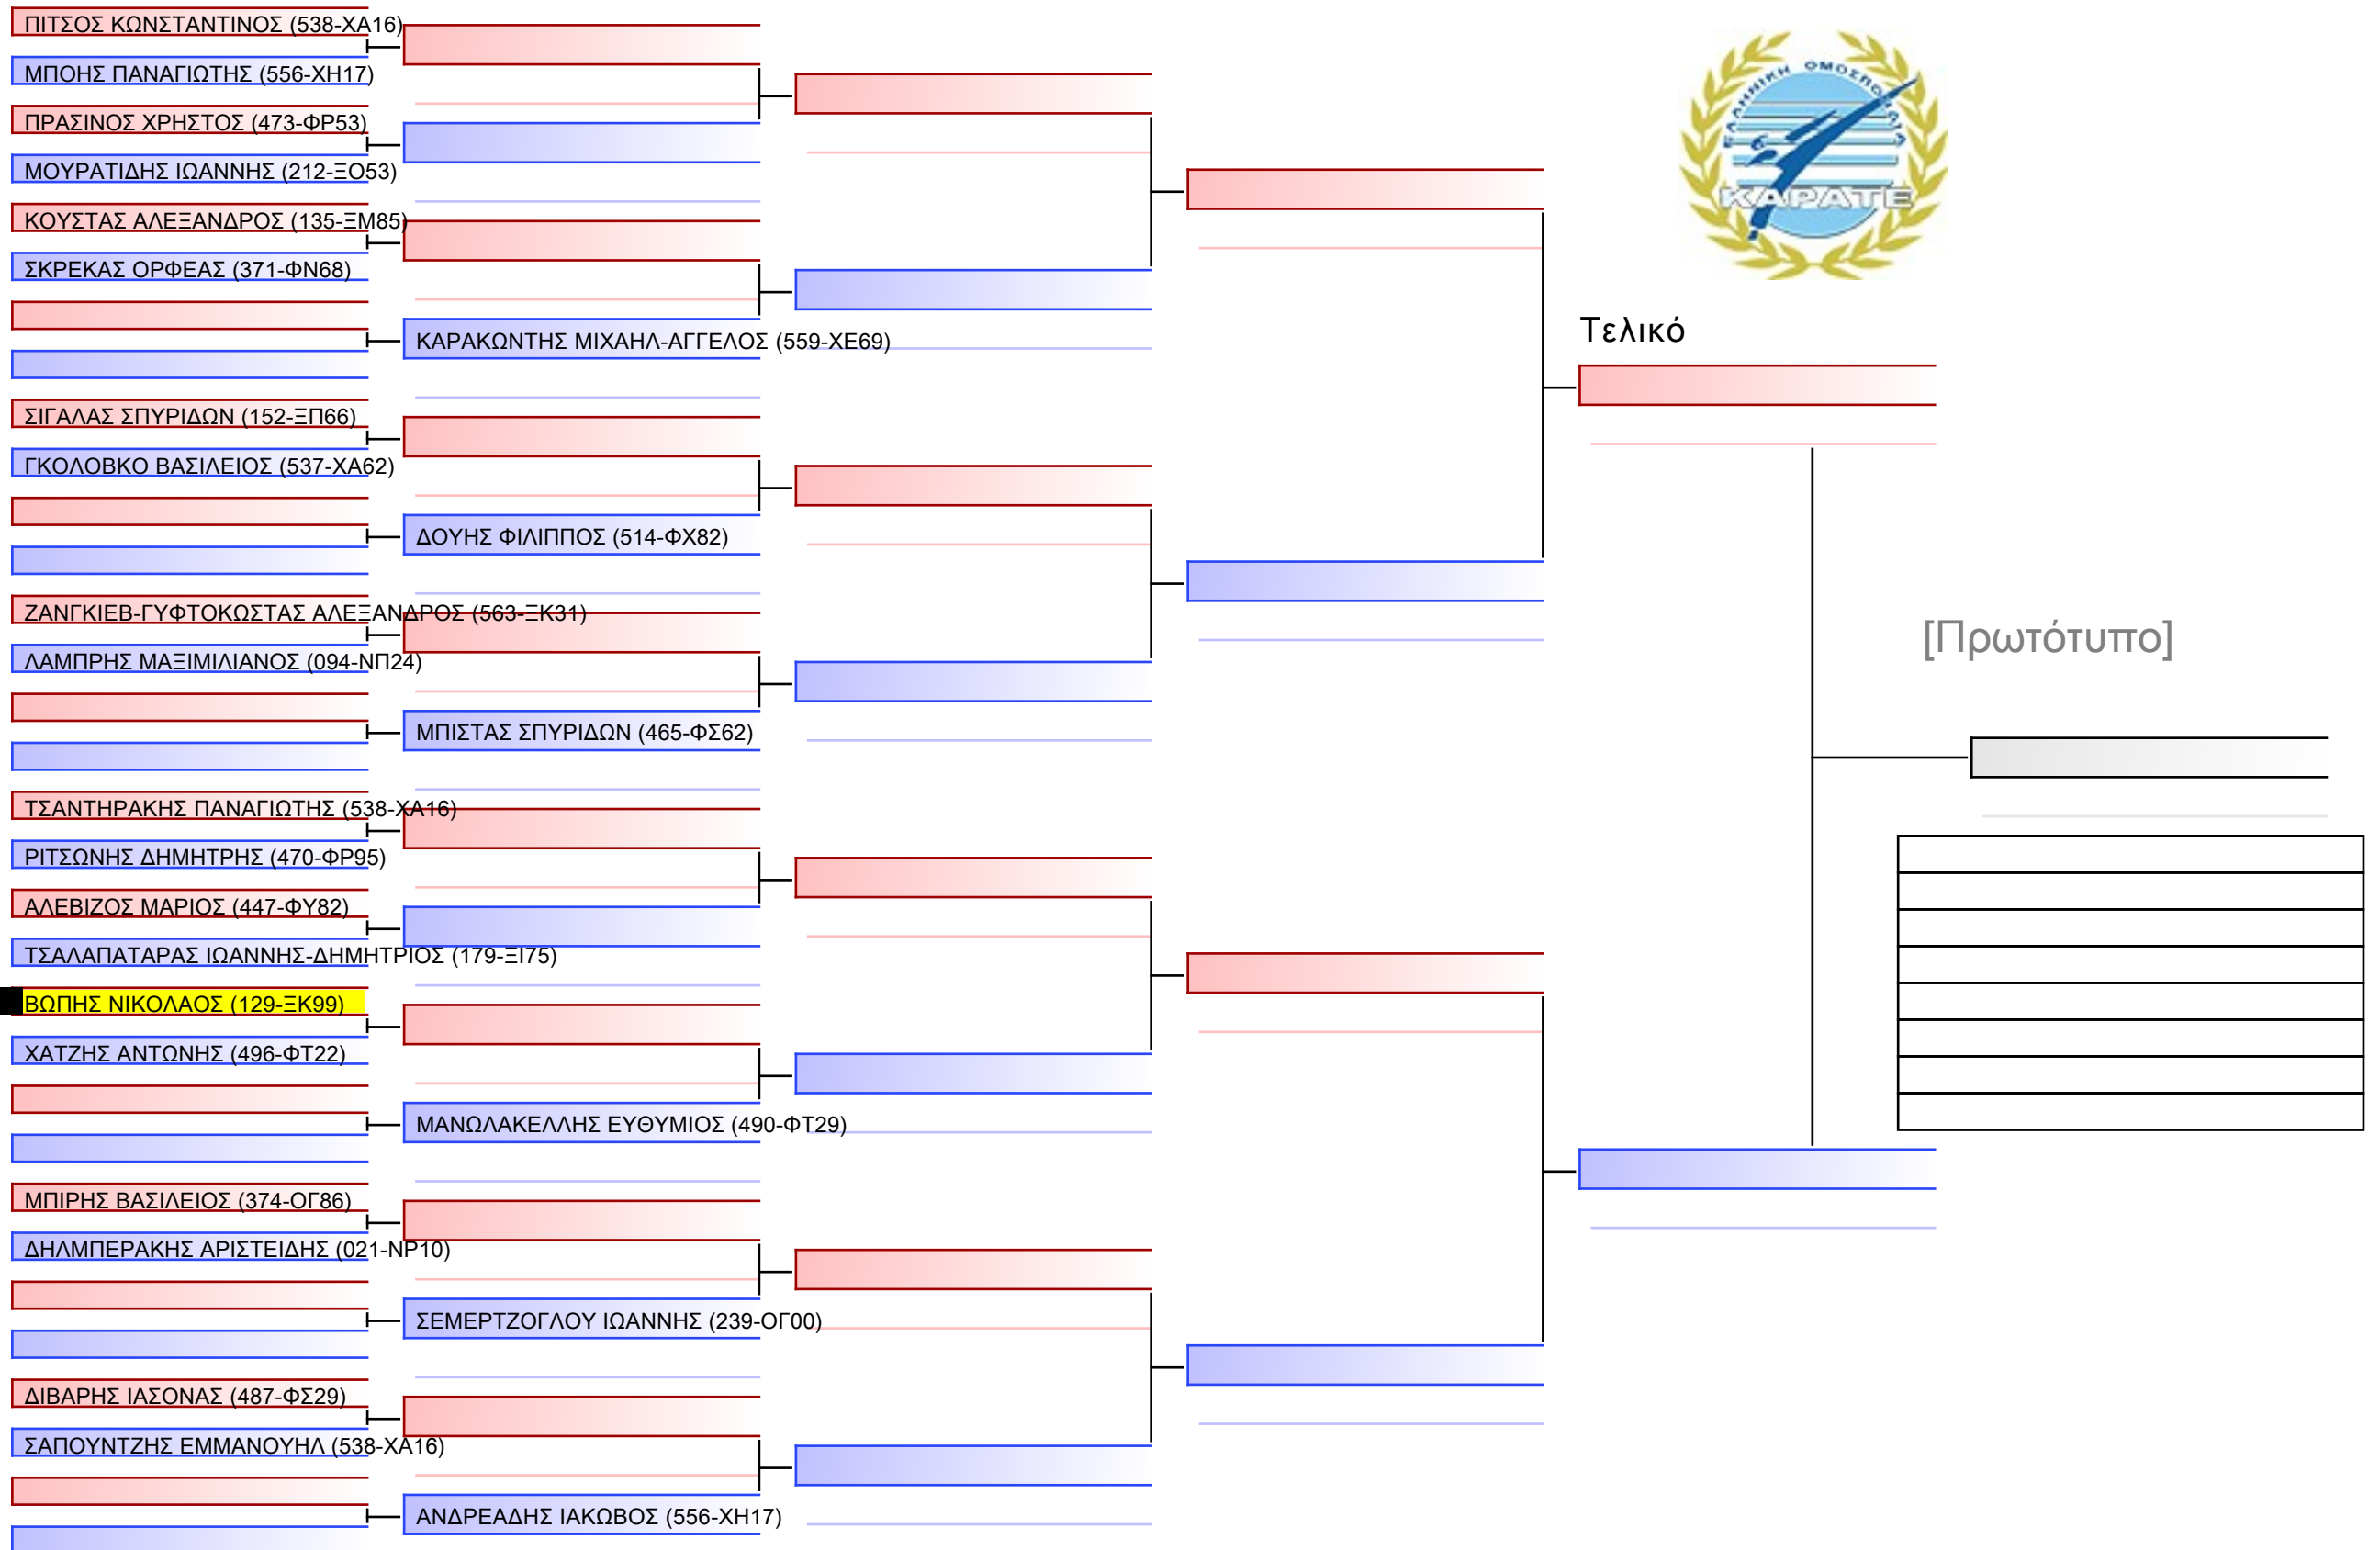 ΠΙΤΣΟΣ ΚΩΝΣΤΑΝΤΙΝΟΣ (538-ΧΑ16)
ΜΠΟΗΣ ΠΑΝΑΓΙΩΤΗΣ (556-ΧΗ17)
ΠΡΑΣΙΝΟΣ ΧΡΗΣΤΟΣ (473-ΦΡ53)
ΜΟΥΡΑΤΙΔΗΣ ΙΩΑΝΝΗΣ (212-ΞΟ53)
ΚΟΥΣΤΑΣ ΑΛΕΞΑΝΔΡΟΣ (135-ΞΜ85)
ΣΚΡΕΚΑΣ ΟΡΦΕΑΣ (371-ΦΝ68)
ΣΙΓΑΛΑΣ ΣΠΥΡΙΔΩΝ (152-ΞΠ66)
ΓΚΟΛΟΒΚΟ ΒΑΣΙΛΕΙΟΣ (537-ΧΑ62)
ΖΑΝΓΚΙΕΒ-ΓΥΦΤΟΚΩΣΤΑΣ ΑΛΕΞΑΝΔΡΟΣ (563-ΞΚ31)
ΛΑΜΠΡΗΣ ΜΑΞΙΜΙΛΙΑΝΟΣ (094-ΝΠ24)
ΤΣΑΝΤΗΡΑΚΗΣ ΠΑΝΑΓΙΩΤΗΣ (538-ΧΑ16)
ΡΙΤΣΩΝΗΣ ΔΗΜΗΤΡΗΣ (470-ΦΡ95)
ΑΛΕΒΙΖΟΣ ΜΑΡΙΟΣ (447-ΦΥ82)
ΤΣΑΛΑΠΑΤΑΡΑΣ ΙΩΑΝΝΗΣ-ΔΗΜΗΤΡΙΟΣ (179-ΞΙ75)
ΒΩΠΗΣ ΝΙΚΟΛΑΟΣ (129-ΞΚ99)
ΧΑΤΖΗΣ ΑΝΤΩΝΗΣ (496-ΦΤ22)
ΜΠΙΡΗΣ ΒΑΣΙΛΕΙΟΣ (374-ΟΓ86)
ΔΗΛΜΠΕΡΑΚΗΣ ΑΡΙΣΤΕΙΔΗΣ (021-ΝΡ10)
ΔΙΒΑΡΗΣ ΙΑΣΟΝΑΣ (487-ΦΣ29)
ΣΑΠΟΥΝΤΖΗΣ ΕΜΜΑΝΟΥΗΛ (538-ΧΑ16)
ΚΑΡΑΚΩΝΤΗΣ ΜΙΧΑΗΛ-ΑΓΓΕΛΟΣ (559-ΧΕ69)
ΔΟΥΗΣ ΦΙΛΙΠΠΟΣ (514-ΦΧ82)
ΜΠΙΣΤΑΣ ΣΠΥΡΙΔΩΝ (465-ΦΣ62)
ΜΑΝΩΛΑΚΕΛΛΗΣ ΕΥΘΥΜΙΟΣ (490-ΦΤ29)
ΣΕΜΕΡΤΖΟΓΛΟΥ ΙΩΑΝΝΗΣ (239-ΟΓ00)
ΑΝΔΡΕΑΔΗΣ ΙΑΚΩΒΟΣ (556-ΧΗ17)
ΕΛΛΗΝΙΚΗ ΟΜΟΣΠΟΝΔΙΑ
ΚΑΡΑΤΕ
Τελικό
[Πρωτότυπο]